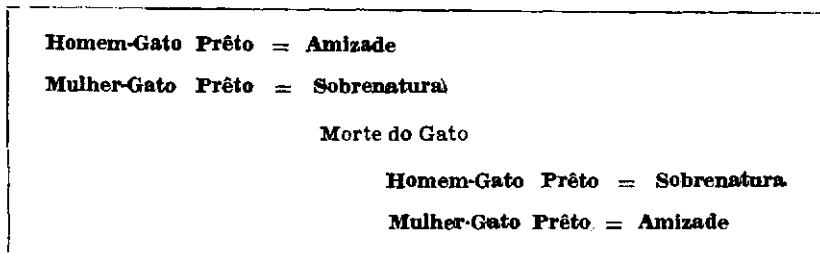 Homem-Gato Prêto = Amizade
Mulher-Gato Prêto = Sobrenatural
Morte do Gato
Homem-Gato Prêto = Sobrenatura
Mulher-Gato Prêto = Amizade